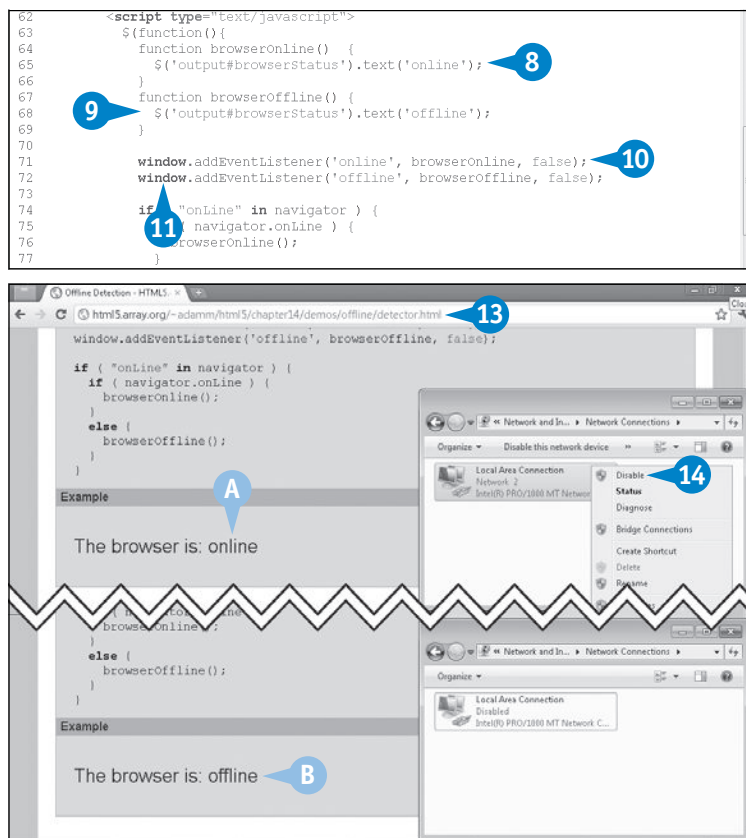 62 <script type="text/javascript">
63 $(function(){
64 function browserOnline() {
65 $('output#browserStatus').text('online'); 8
66 }
67 function browserOffline() {
9
68 $('output#browserStatus').text('offline');
69 }
70
71 window.addEventListener('online', browserOnline, false); 10
72 window.addEventListener('offline', browserOffline, false);
73
74 if "onLine" in navigator ) {
11
75 ( navigator.onLine ) {
76 browserOnline();
77 }
Offline Detection - HTML5
html5.array.org/~adamm/html5/chapter14/demos/offline/detector.html 13
window.addEventListener('offline', browserOffline, false);
if ( "onLine" in navigator ) {
if ( navigator.onLine ) {
browserOnline();
}
else {
browserOffline();
}
}
Example
A
The browser is: online
« Network and In... Network Connections
Organize Disable this network device »
Local Area Connection
Network 2
Intel(R) PRO/1000 MT Networ
Disable 14
Status
Diagnose
Bridge Connections
Create Shortcut
Delete
Rename
browserOnline();
}
else {
browserOffline();
}
}
Example
The browser is: offline B
« Network and In... Network Connections
Organize
Local Area Connection
Disabled
Intel(R) PRO/1000 MT Network C...